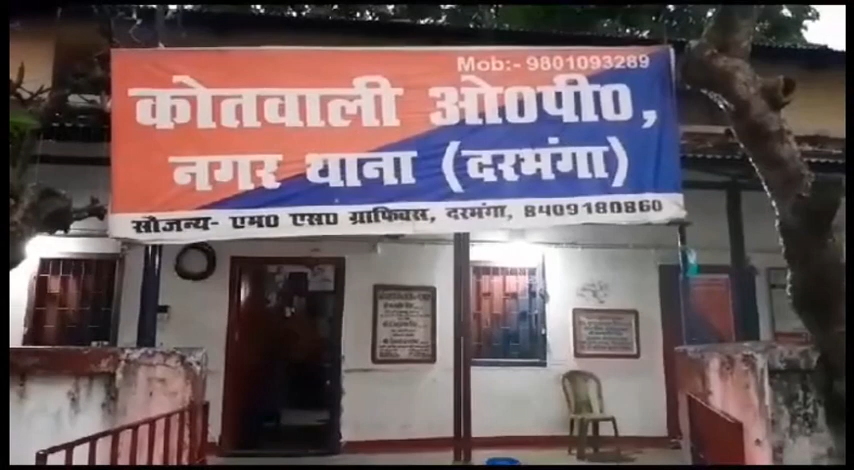 Mob:- 9801093289
कोतवाली ओ०पी०,
नगर थाना (दरभंगा)
सौजन्य- एम० एस० ग्राफिक्स, दरभंगा, 8409180860